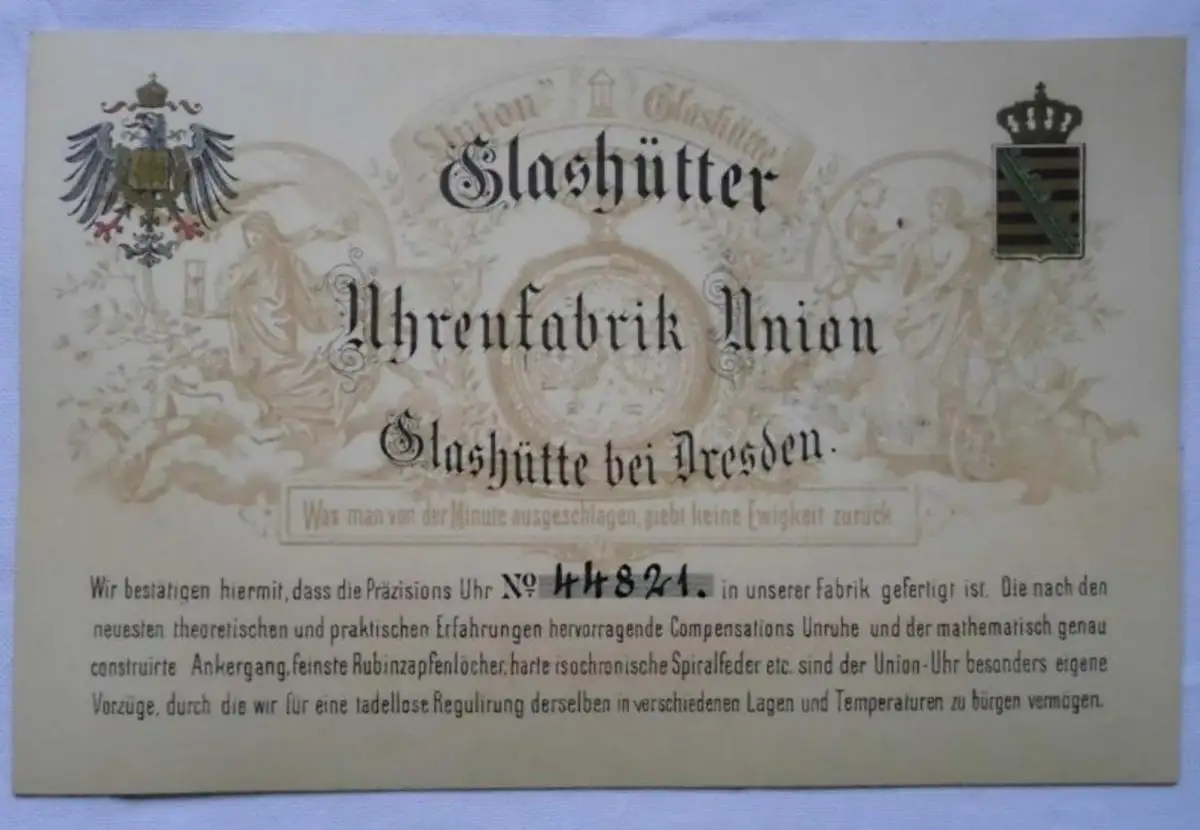 „Union" Glashütte
Glashütter
Uhrenfabrik Union
Glashütte bei Dresden.
Was man von der Minute ausgeschlagen, giebt keine Ewigkeit zurück
Wir bestätigen hiermit, dass die Präzisions Uhr No 44821. in unserer Fabrik gefertigt ist. Die nach den
neuesten theoretischen und praktischen Erfahrungen hervorragende Compensations Unruhe und der mathematisch genau
construirte Ankergang, feinste Rubinzapfenlöcher, harte isochronische Spiralfeder etc. sind der Union-Uhr besonders eigene
Vorzüge, durch die wir für eine tadellose Regulirung derselben in verschiedenen Lagen und Temperaturen zu bürgen vermögen.